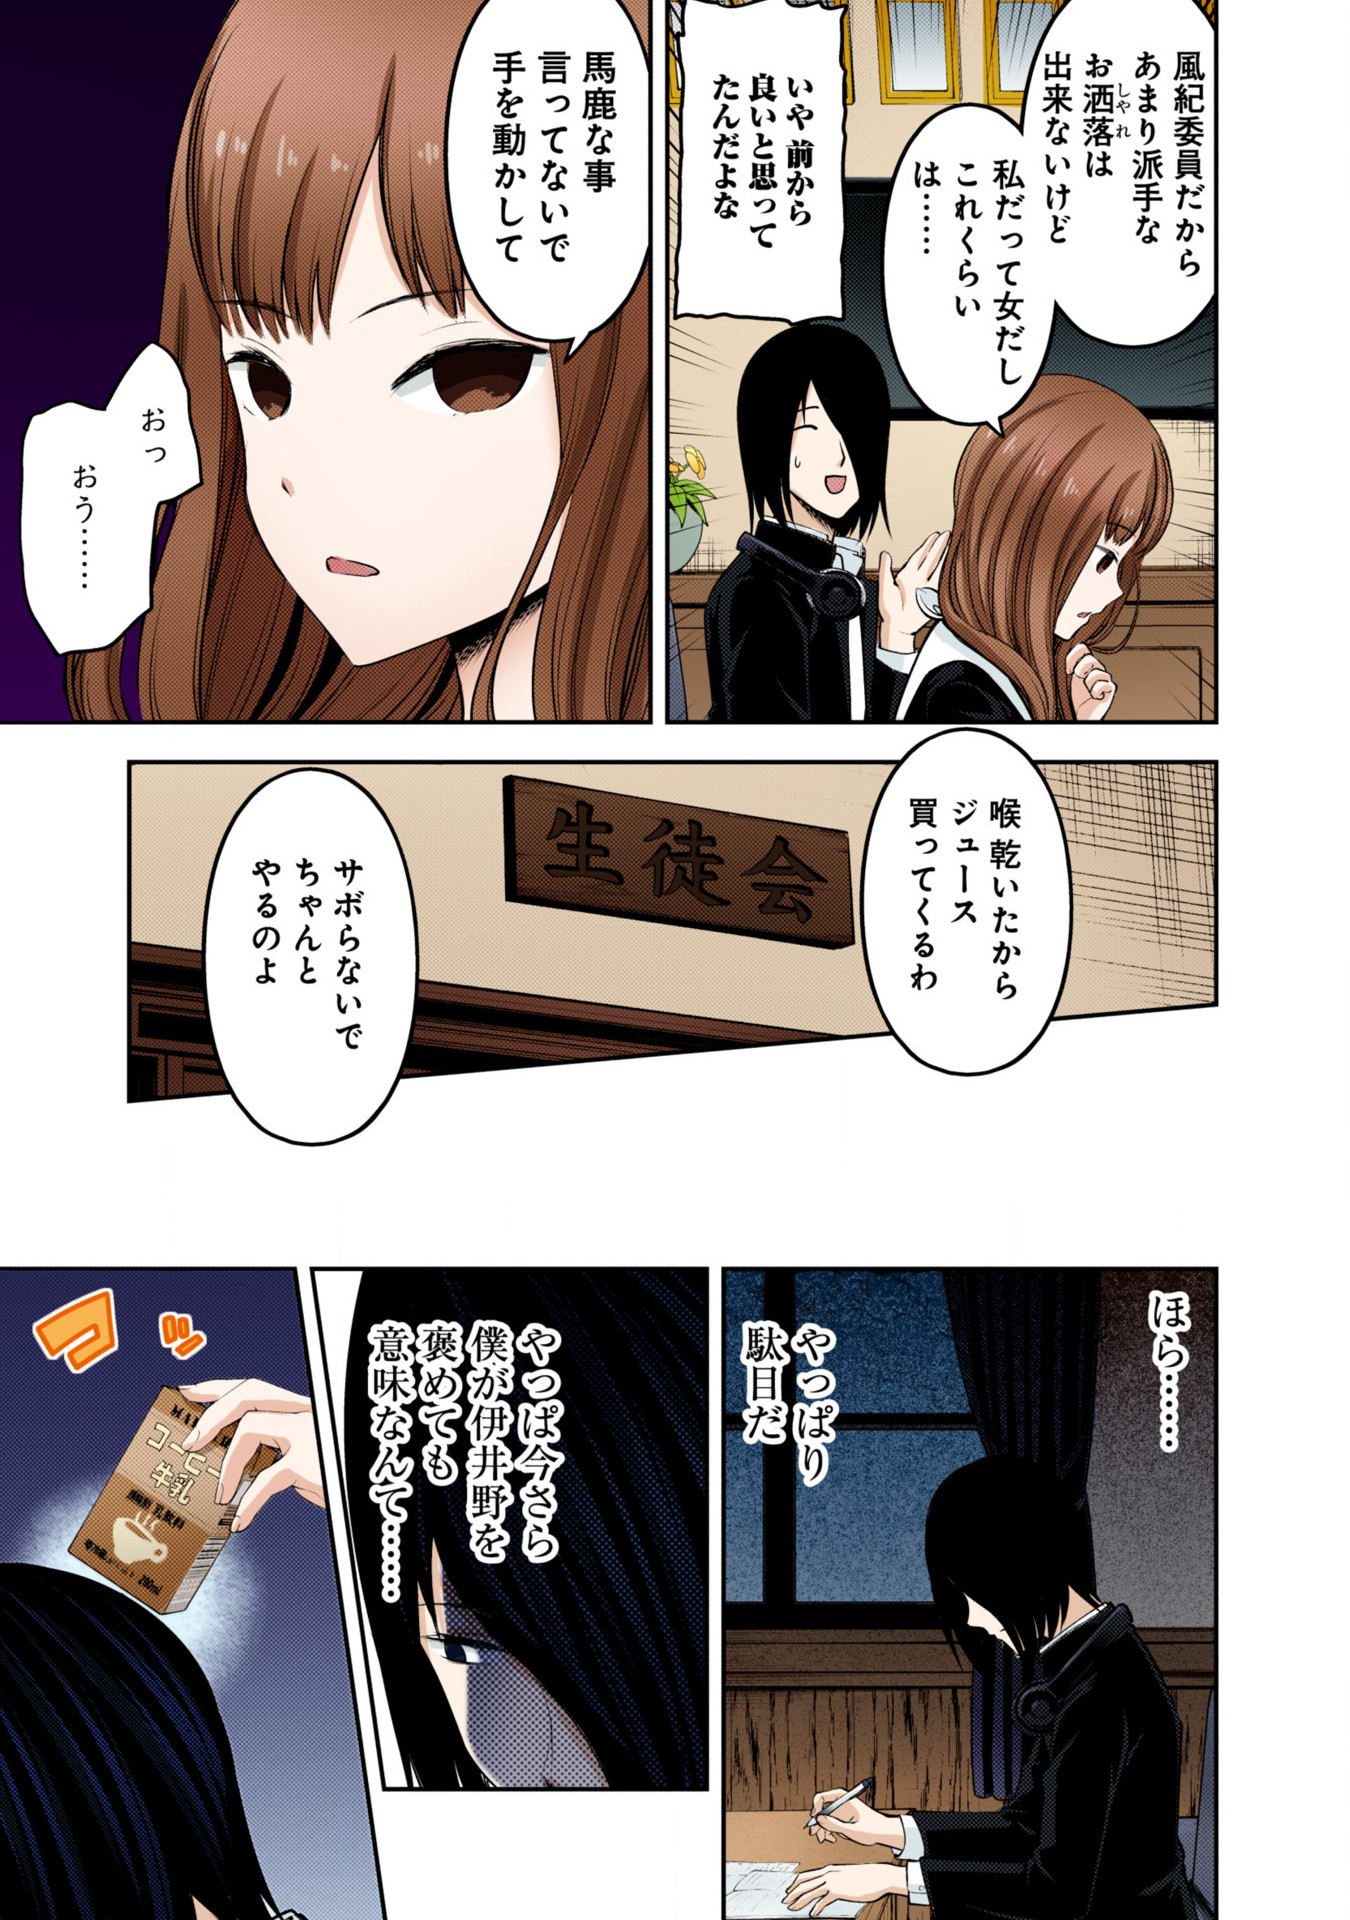 風紀委員だから
あまり派手な
お洒落は
しゃれ
出来ないけど
私だって女だし
これくらい
は……
いや前から
良いと思って
たんだよな
馬鹿な事
言ってないで
手を動かして
おっ
おう……
喉乾いたから
ジュース
買ってくるわ
生徒会
サボらないで
ちゃんと
やるのよ
ほら……
やっぱり
駄目だ
やっぱ今さら
僕が伊井野を
褒めても
意味なんて……
コッ
コーヒー
牛乳
乳飲料
200ml